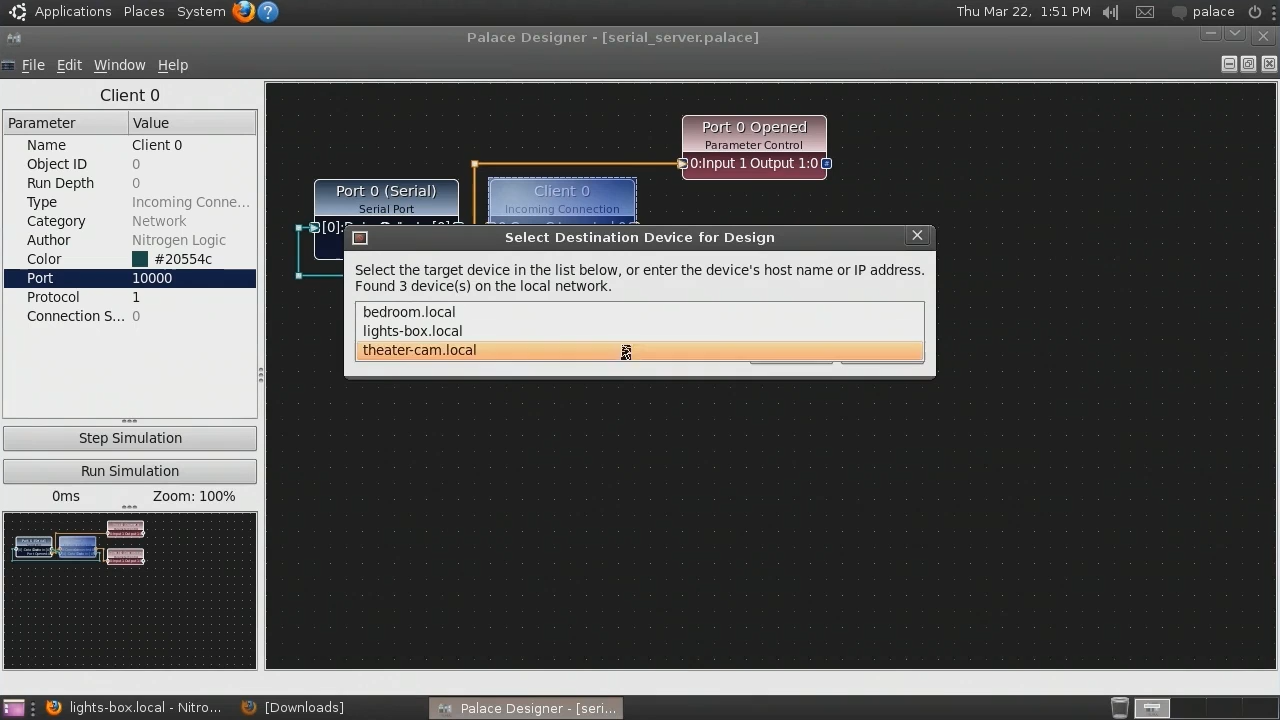 Applications Places System ? Thu Mar 22, 1:51 PM palace
Palace Designer - [serial_server.palace]
File Edit Window Help
Client 0
Parameter Value
Name Client 0
Object ID 0
Run Depth 0
Type Incoming Conne...
Category Network
Author Nitrogen Logic
Color #20554c
Port 10000
Protocol 1
Connection S... 0
Step Simulation
Run Simulation
0ms Zoom: 100%
Port 0 Opened
Parameter Control
0:Input 1 Output 1:0
Port 0 (Serial)
Serial Port
Client 0
Incoming Connection
Select Destination Device for Design
Select the target device in the list below, or enter the device's host name or IP address.
Found 3 device(s) on the local network.
bedroom.local
lights-box.local
theater-cam.local
lights-box.local - Nitro... [Downloads] Palace Designer - [seri...